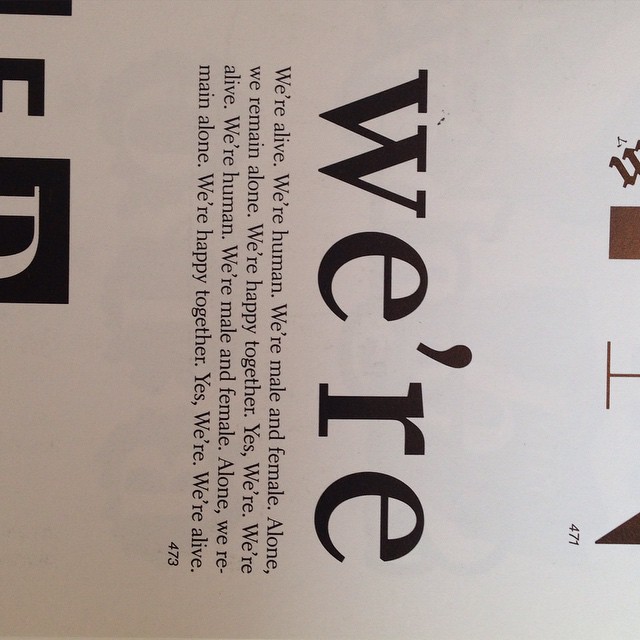 we're
We're alive. We're human. We're male and female. Alone,
we remain alone. We're happy together. Yes, We're. We're
alive. We're human. We're male and female. Alone, we re-
main alone. We're happy together. Yes, We're. We're alive.
473
471